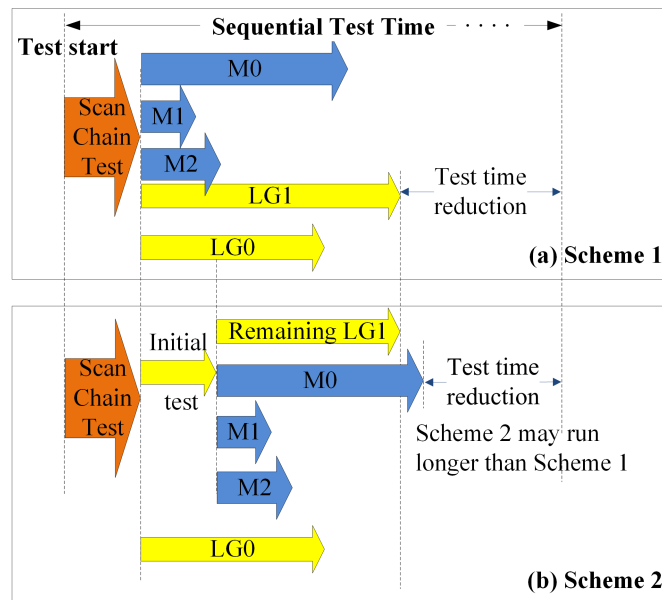 Sequential Test Time · · · ·
Test start
M0
Scan
Chain
Test
M1
M2
LG1
Test time
reduction
LG0
(a) Scheme 1
Initial
test
Remaining LG1
Scan
Chain
Test
M0
Test time
reduction
M1
Scheme 2 may run
longer than Scheme 1
M2
LG0
(b) Scheme 2